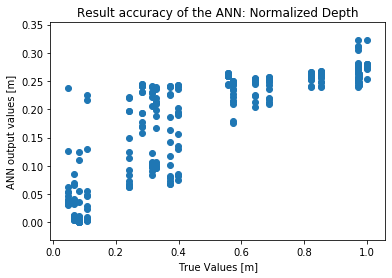 Result accuracy of the ANN: Normalized Depth
ANN output values [m]
0.35
0.30
0.25
0.20
0.15
0.10
0.05
0.00
0.0 0.2 0.4 0.6 0.8 1.0
True Values [m]